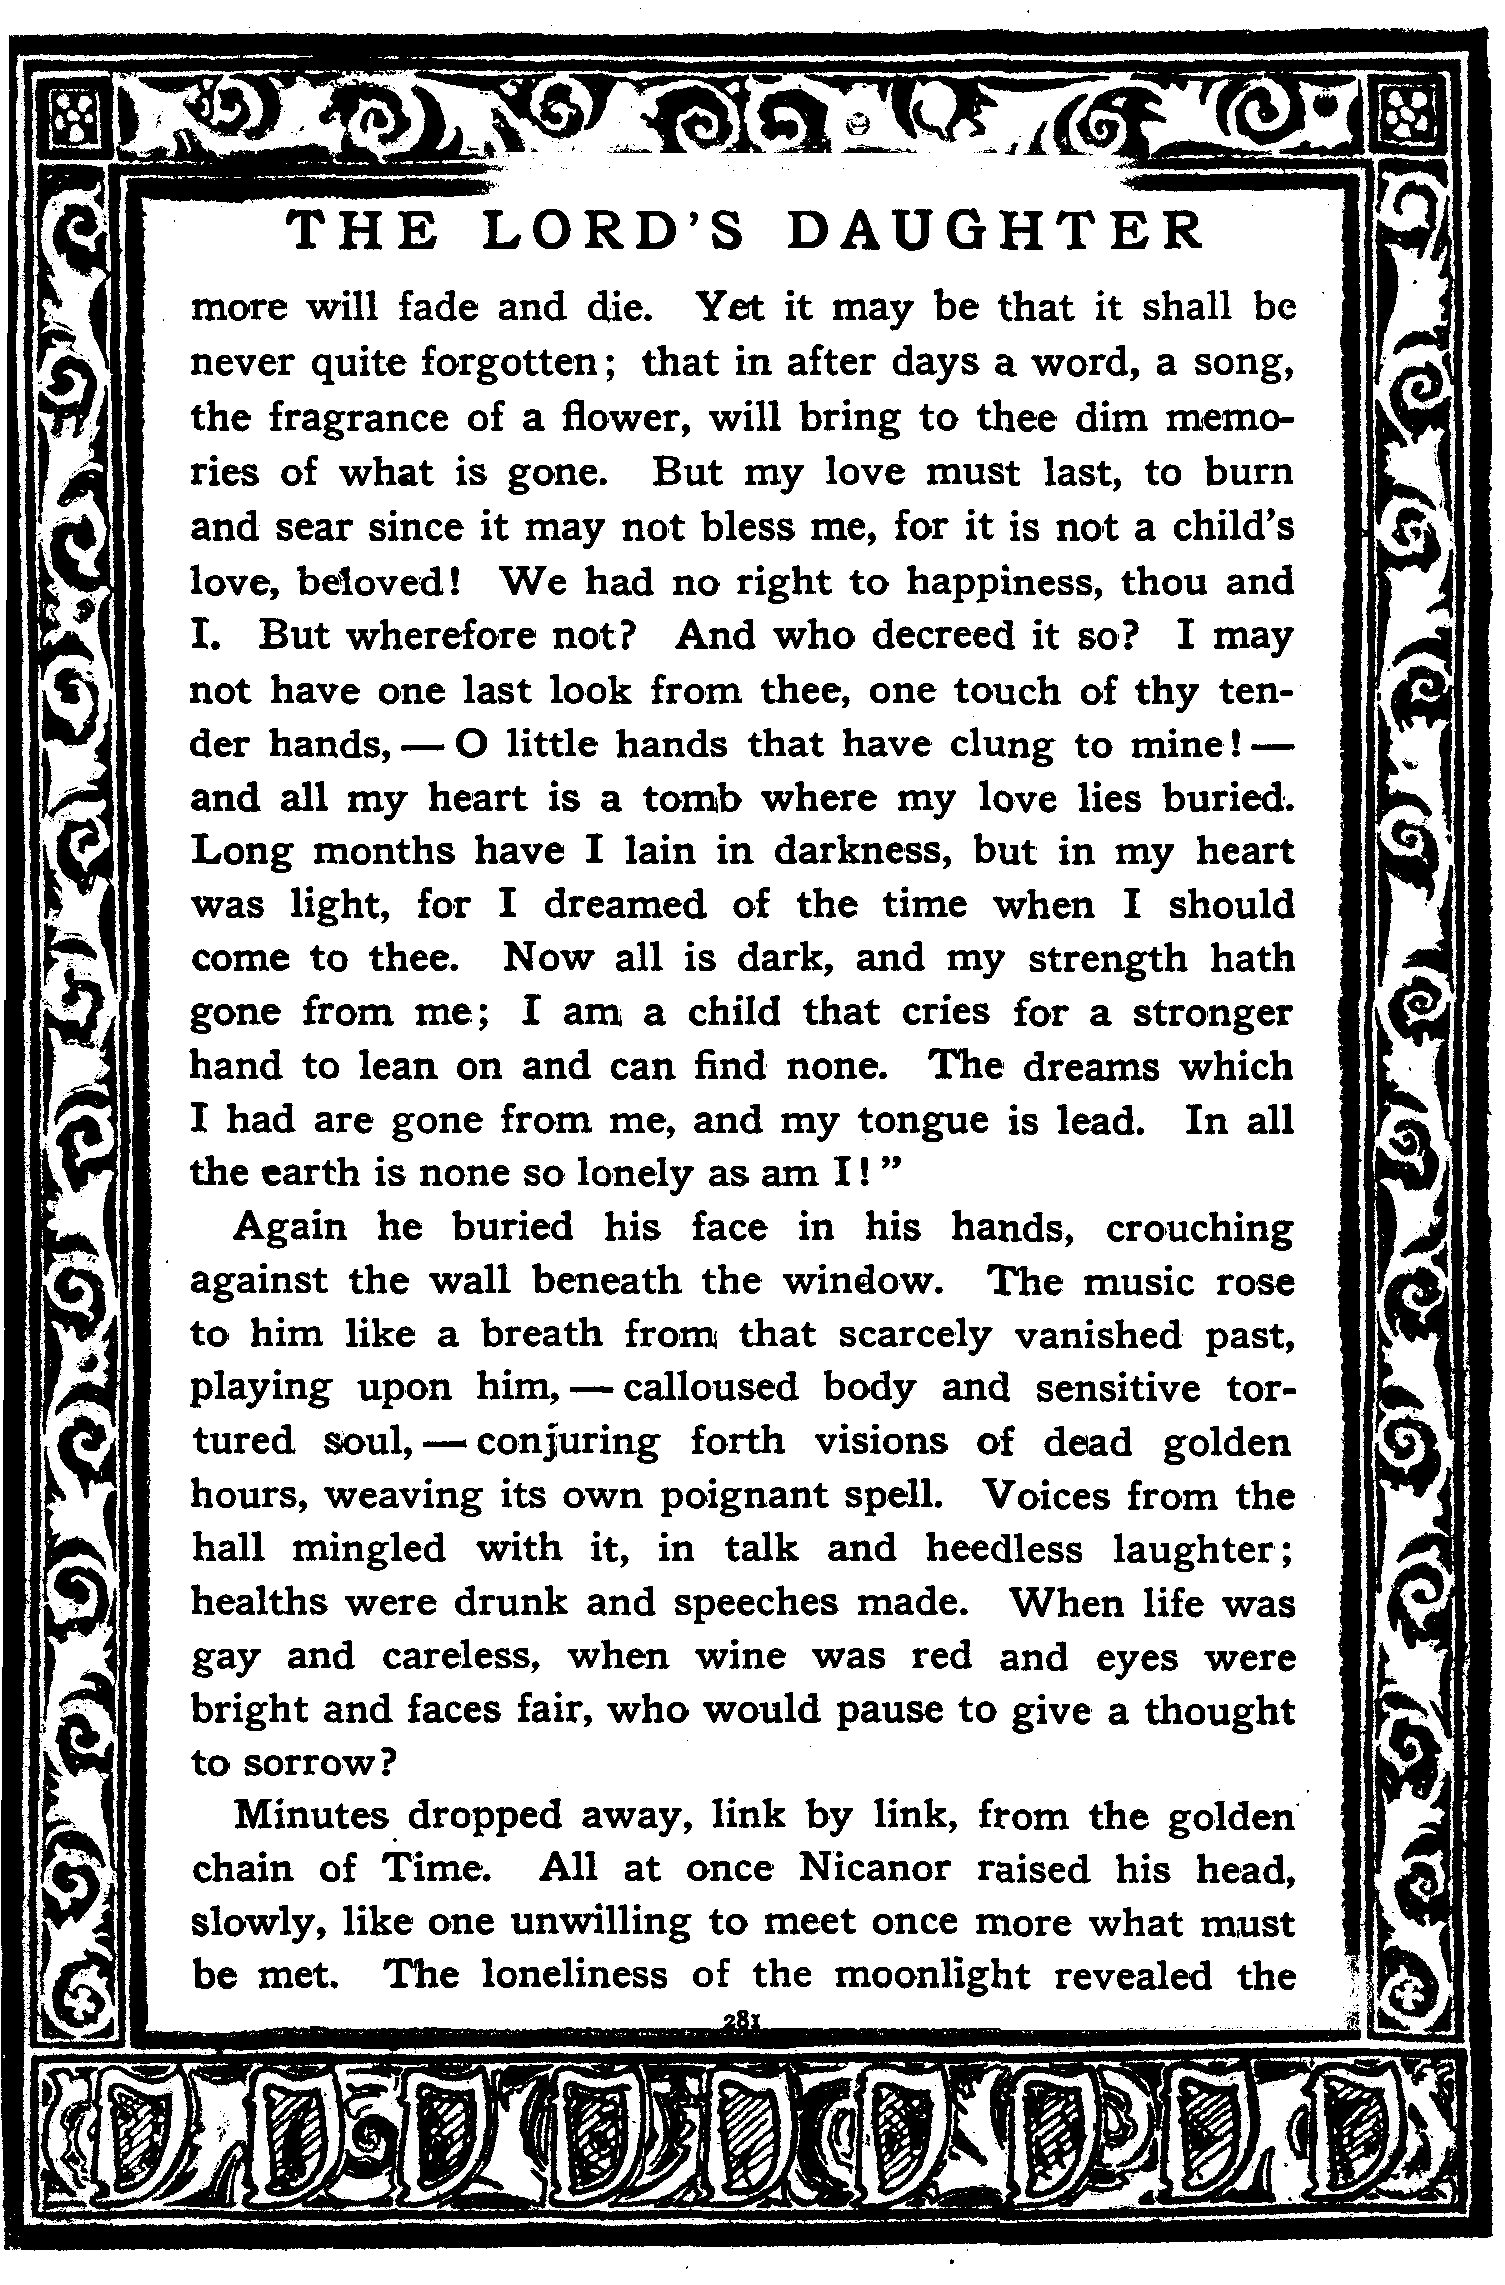 THE LORD'S DAUGHTER
more will fade and die. Yet it may be that it shall be
never quite forgotten; that in after days a word, a song,
the fragrance of a flower, will bring to thee dim memo-
ries of what is gone. But my love must last, to burn
and sear since it may not bless me, for it is not a child's
love, beloved! We had no right to happiness, thou and
I. But wherefore not? And who decreed it so? I may
not have one last look from thee, one touch of thy ten-
der hands, — O little hands that have clung to mine! —
and all my heart is a tomb where my love lies buried.
Long months have I lain in darkness, but in my heart
was light, for I dreamed of the time when I should
come to thee. Now all is dark, and my strength hath
gone from me; I am a child that cries for a stronger
hand to lean on and can find none. The dreams which
I had are gone from me, and my tongue is lead. In all
the earth is none so lonely as am I!"
Again he buried his face in his hands, crouching
against the wall beneath the window. The music rose
to him like a breath from that scarcely vanished past,
playing upon him, — calloused body and sensitive tor-
tured soul, — conjuring forth visions of dead golden
hours, weaving its own poignant spell. Voices from the
hall mingled with it, in talk and heedless laughter;
healths were drunk and speeches made. When life was
gay and careless, when wine was red and eyes were
bright and faces fair, who would pause to give a thought
to sorrow?
Minutes dropped away, link by link, from the golden
chain of Time. All at once Nicanor raised his head,
slowly, like one unwilling to meet once more what must
be met. The loneliness of the moonlight revealed the
281